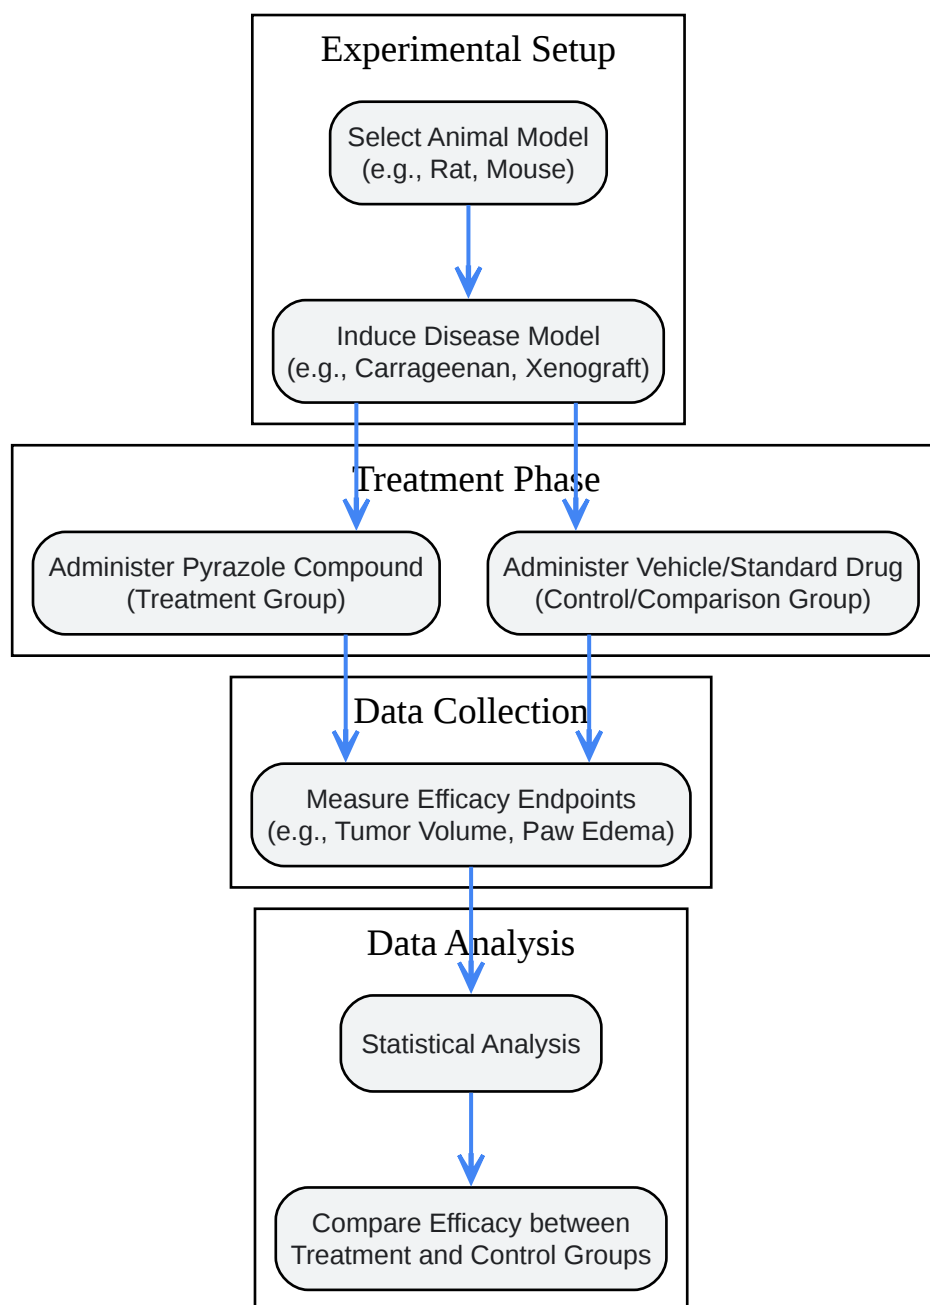 Experimental Setup
Select Animal Model
(e.g., Rat, Mouse)
Induce Disease Model
(e.g., Carrageenan, Xenograft)
Treatment Phase
Administer Pyrazole Compound
(Treatment Group)
Administer Vehicle/Standard Drug
(Control/Comparison Group)
Data Collection
Measure Efficacy Endpoints
(e.g., Tumor Volume, Paw Edema)
Data Analysis
Statistical Analysis
Compare Efficacy between
Treatment and Control Groups